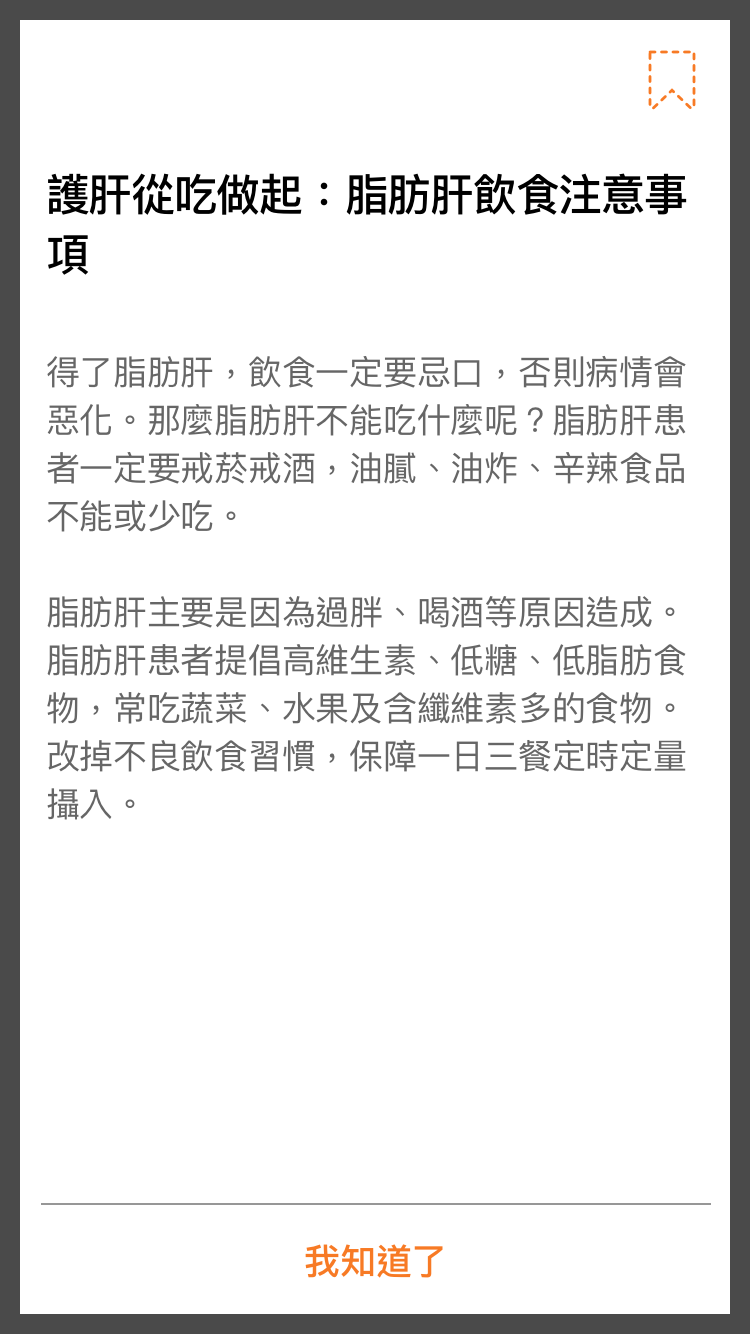 護肝從吃做起：脂肪肝飲食注意事
項
得了脂肪肝，飲食一定要忌口，否則病情會
惡化。那麼脂肪肝不能吃什麼呢？脂肪肝患
者一定要戒菸戒酒，油膩、油炸、辛辣食品
不能或少吃。
脂肪肝主要是因為過胖、喝酒等原因造成。
脂肪肝患者提倡高維生素、低糖、低脂肪食
物，常吃蔬菜、水果及含纖維素多的食物。
改掉不良飲食習慣，保障一日三餐定時定量
攝入。
我知道了